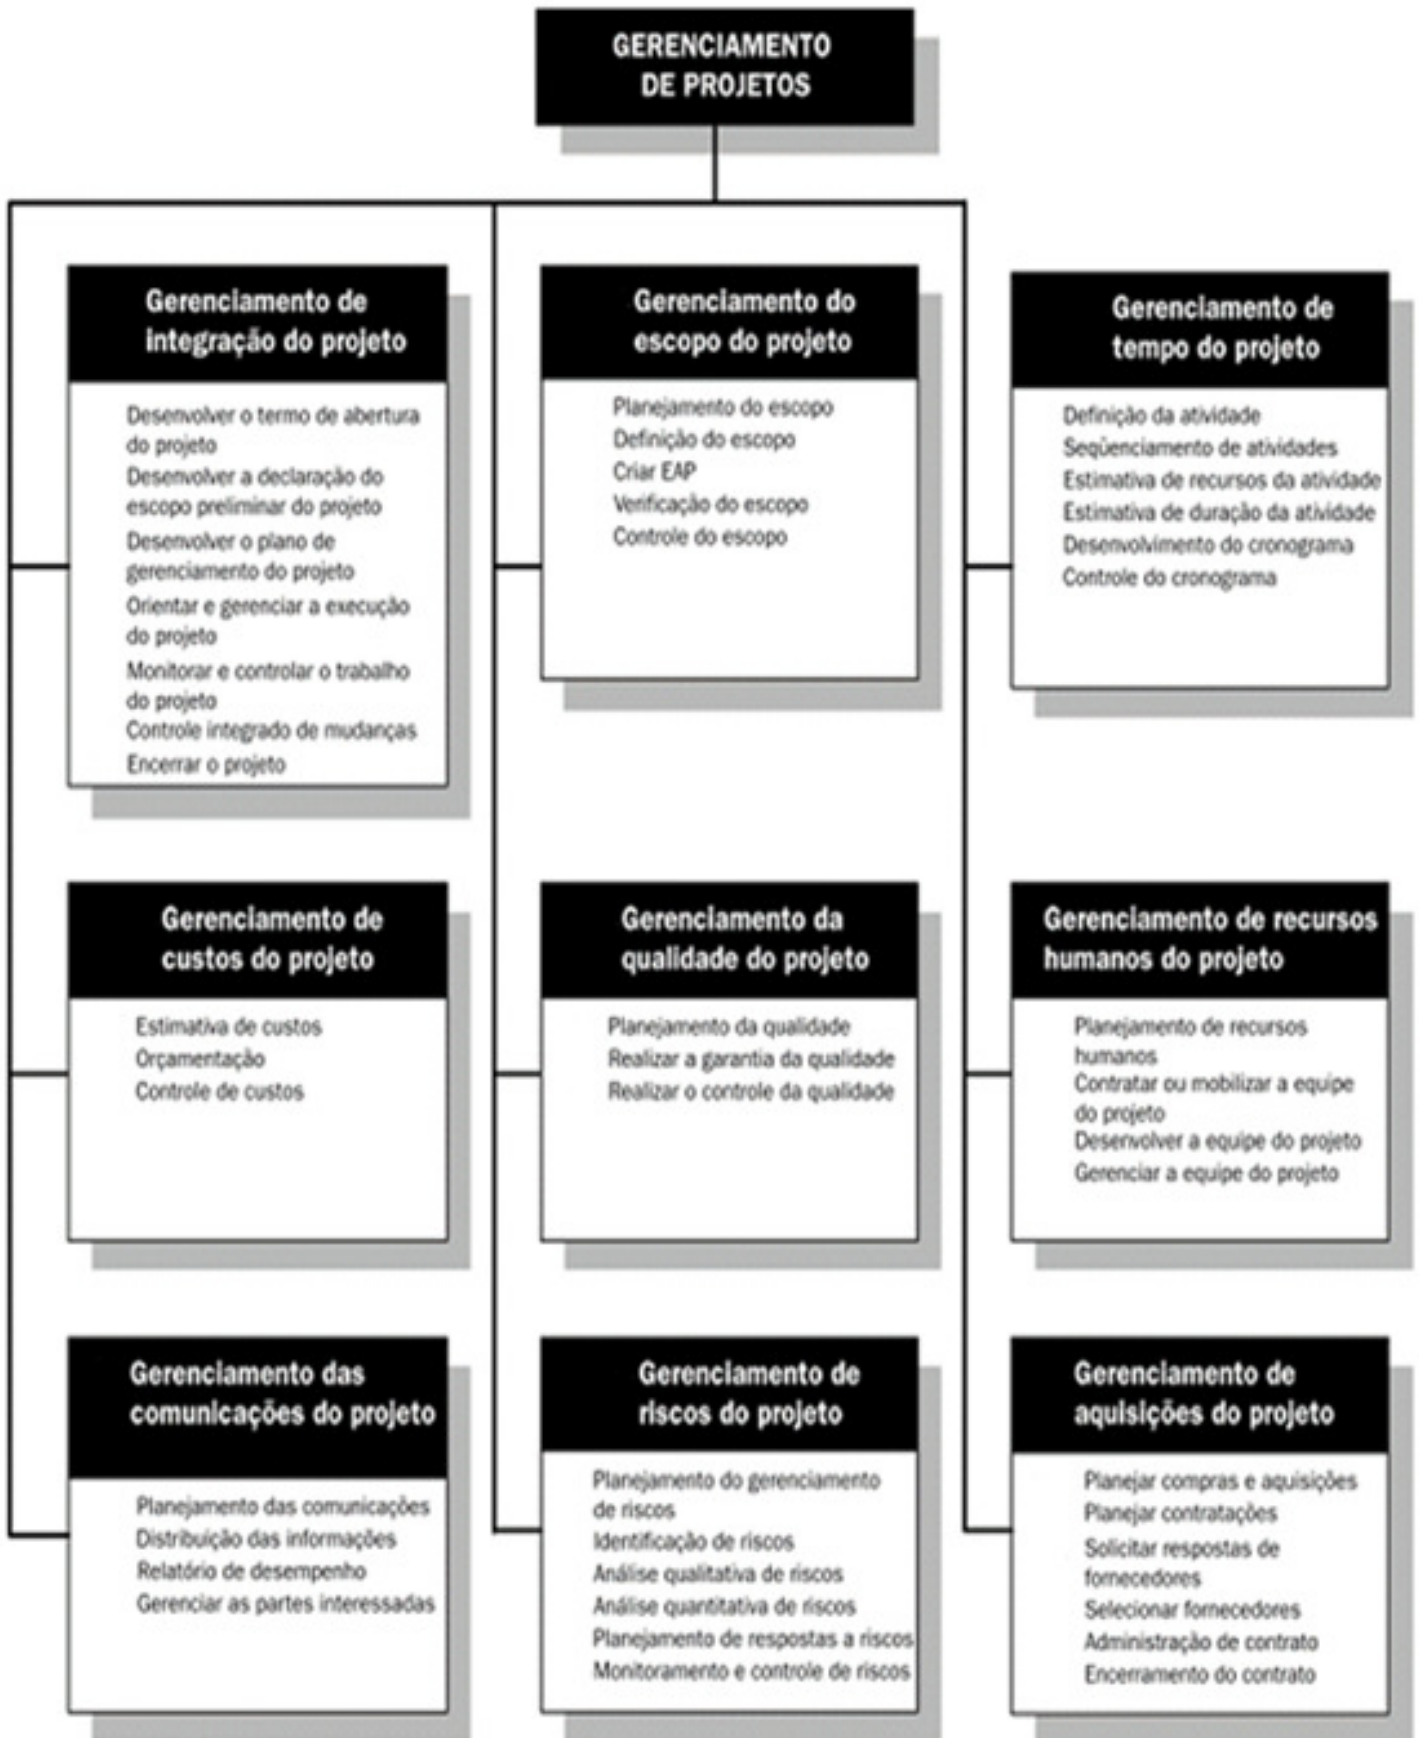 GERENCIAMENTO
DE PROJETOS
Gerenciamento de
integração do projeto
Desenvolver o termo de abertura
do projeto
Desenvolver a declaração do
escopo preliminar do projeto
Desenvolver o plano de
gerenciamento do projeto
Orientar e gerenciar a execução
do projeto
Monitorar e controlar o trabalho
do projeto
Controle integrado de mudanças
Encerrar o projeto
Gerenciamento do
escopo do projeto
Planejamento do escopo
Definição do escopo
Criar EAP
Verificação do escopo
Controle do escopo
Gerenciamento de
tempo do projeto
Definição da atividade
Seqüenciamento de atividades
Estimativa de recursos da atividade
Estimativa de duração da atividade
Desenvolvimento do cronograma
Controle do cronograma
Gerenciamento de
custos do projeto
Estimativa de custos
Orçamentação
Controle de custos
Gerenciamento da
qualidade do projeto
Planejamento da qualidade
Realizar a garantia da qualidade
Realizar o controle da qualidade
Gerenciamento de recursos
humanos do projeto
Planejamento de recursos
humanos
Contratar ou mobilizar a equipe
do projeto
Desenvolver a equipe do projeto
Gerenciar a equipe do projeto
Gerenciamento das
comunicações do projeto
Planejamento das comunicações
Distribuição das informações
Relatório de desempenho
Gerenciar as partes interessadas
Gerenciamento de
riscos do projeto
Planejamento do gerenciamento
de riscos
Identificação de riscos
Análise qualitativa de riscos
Análise quantitativa de riscos
Planejamento de respostas a riscos
Monitoramento e controle de riscos
Gerenciamento de
aquisições do projeto
Planejar compras e aquisições
Planejar contratações
Solicitar respostas de
fornecedores
Selecionar fornecedores
Administração de contrato
Encerramento do contrato